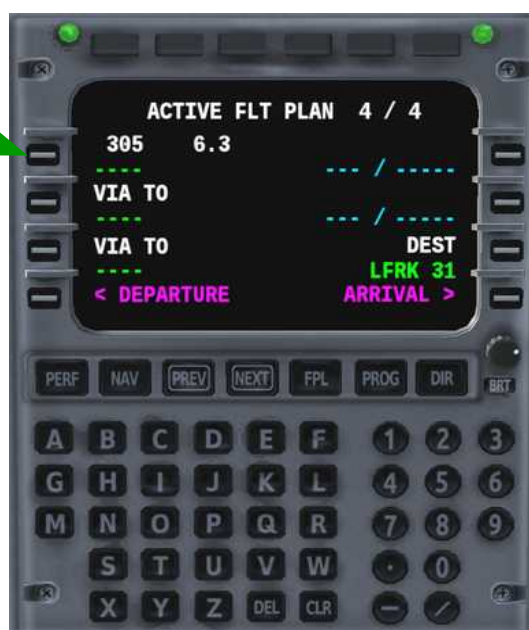 ACTIVE FLT PLAN 4 / 4
305 6.3
---- --- / -----
VIA TO
---- --- / -----
VIA TO DEST
---- LFRK 31
< DEPARTURE ARRIVAL >
PERF NAV PREV NEXT FPL PROG DIR BRT
A B C D E F 1 2 3
G H I J K L 4 5 6
M N O P Q R 7 8 9
S T U V W · 0
X Y Z DEL CLR - /